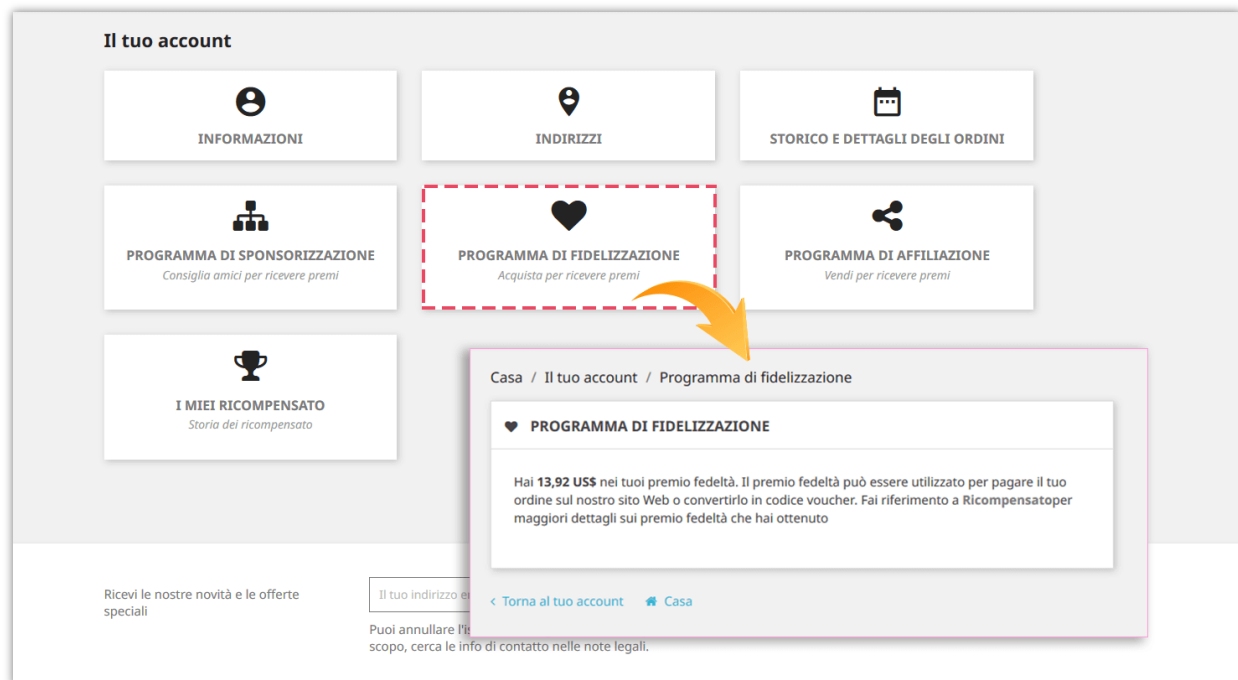 Il tuo account
INFORMAZIONI
INDIRIZZI
STORICO E DETTAGLI DEGLI ORDINI
PROGRAMMA DI SPONSORIZZAZIONE
Consiglia amici per ricevere premi
PROGRAMMA DI FIDELIZZAZIONE
Acquista per ricevere premi
PROGRAMMA DI AFFILIAZIONE
Vendi per ricevere premi
I MIEI RICOMPENSATO
Storia dei ricompensato
Casa / Il tuo account / Programma di fidelizzazione
PROGRAMMA DI FIDELIZZAZIONE
Hai 13,92 US$ nei tuoi premio fedeltà. Il premio fedeltà può essere utilizzato per pagare il tuo
ordine sul nostro sito Web o convertirlo in codice voucher. Fai riferimento a Ricompensatoper
maggiori dettagli sui premio fedeltà che hai ottenuto
Torna al tuo account
Casa
Ricevi le nostre novità e le offerte
speciali
Il tuo indirizzo
Puoi annullare
scopo, cerca le info di contatto nelle note legali.